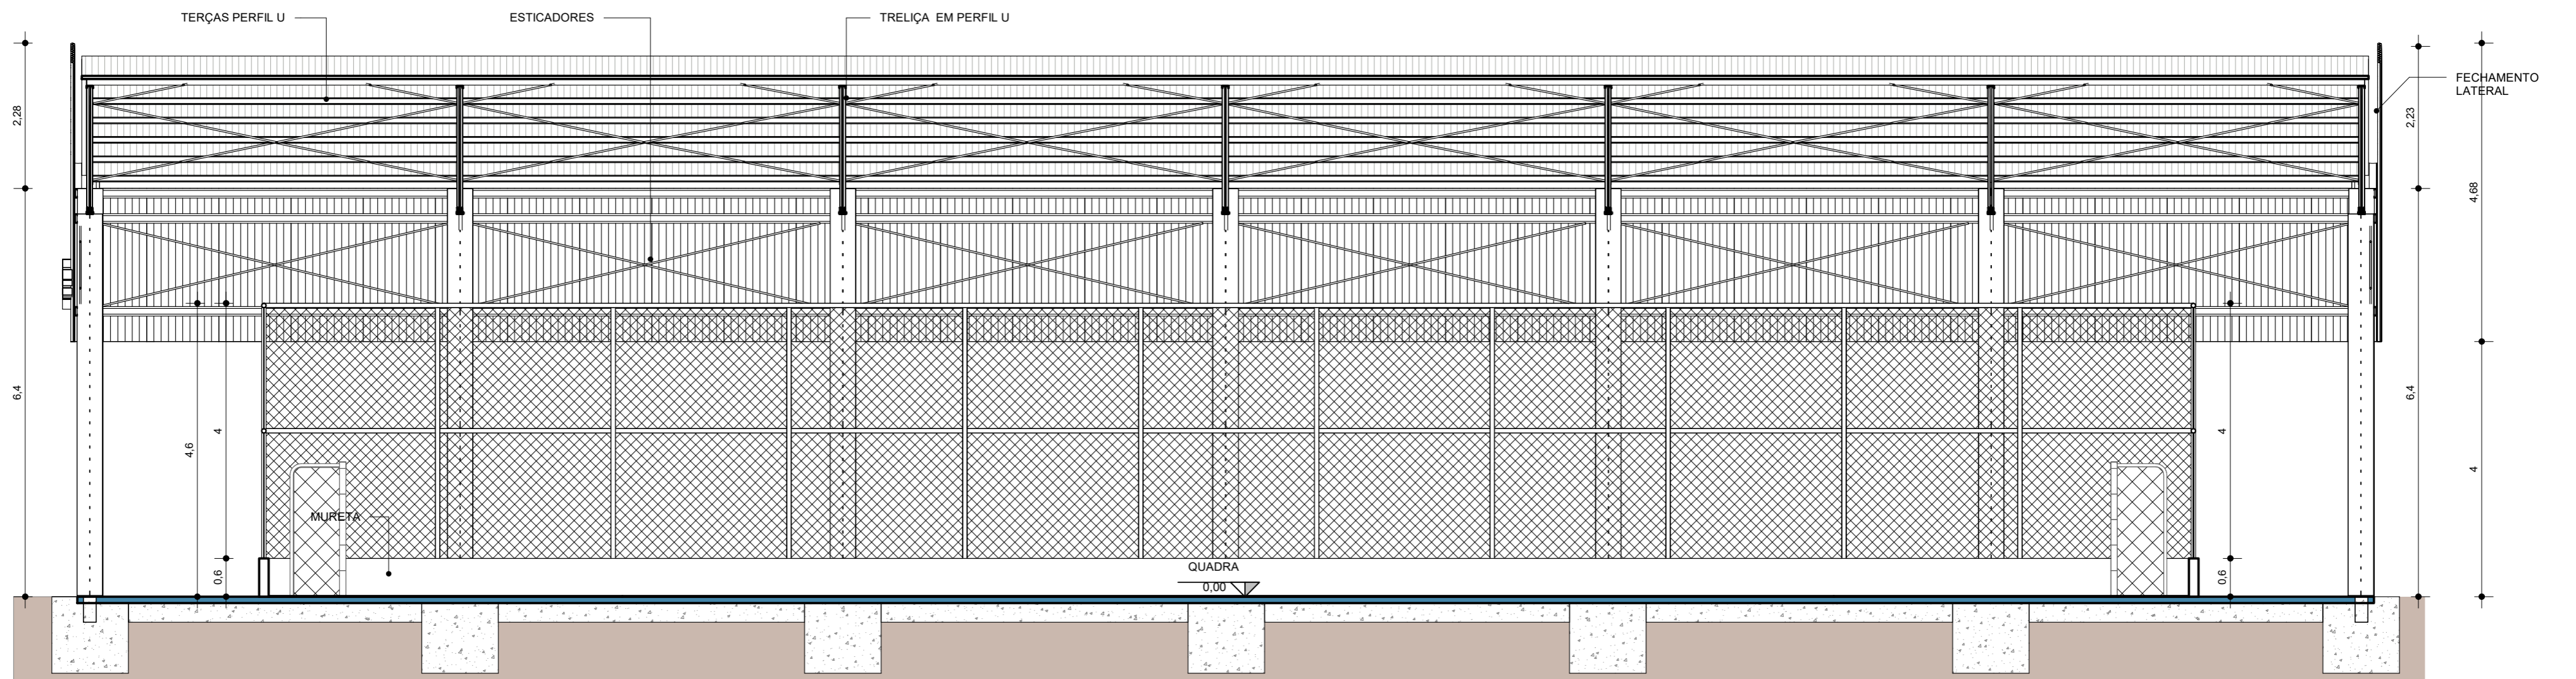 TERÇAS PERFIL U
ESTICADORES
TRELIÇA EM PERFIL U
FECHAMENTO
LATERAL
2,28
2,23
4,68
6,4
4,6
4
6,4
4
4
MURETA
0,6
0,6
QUADRA
0,00